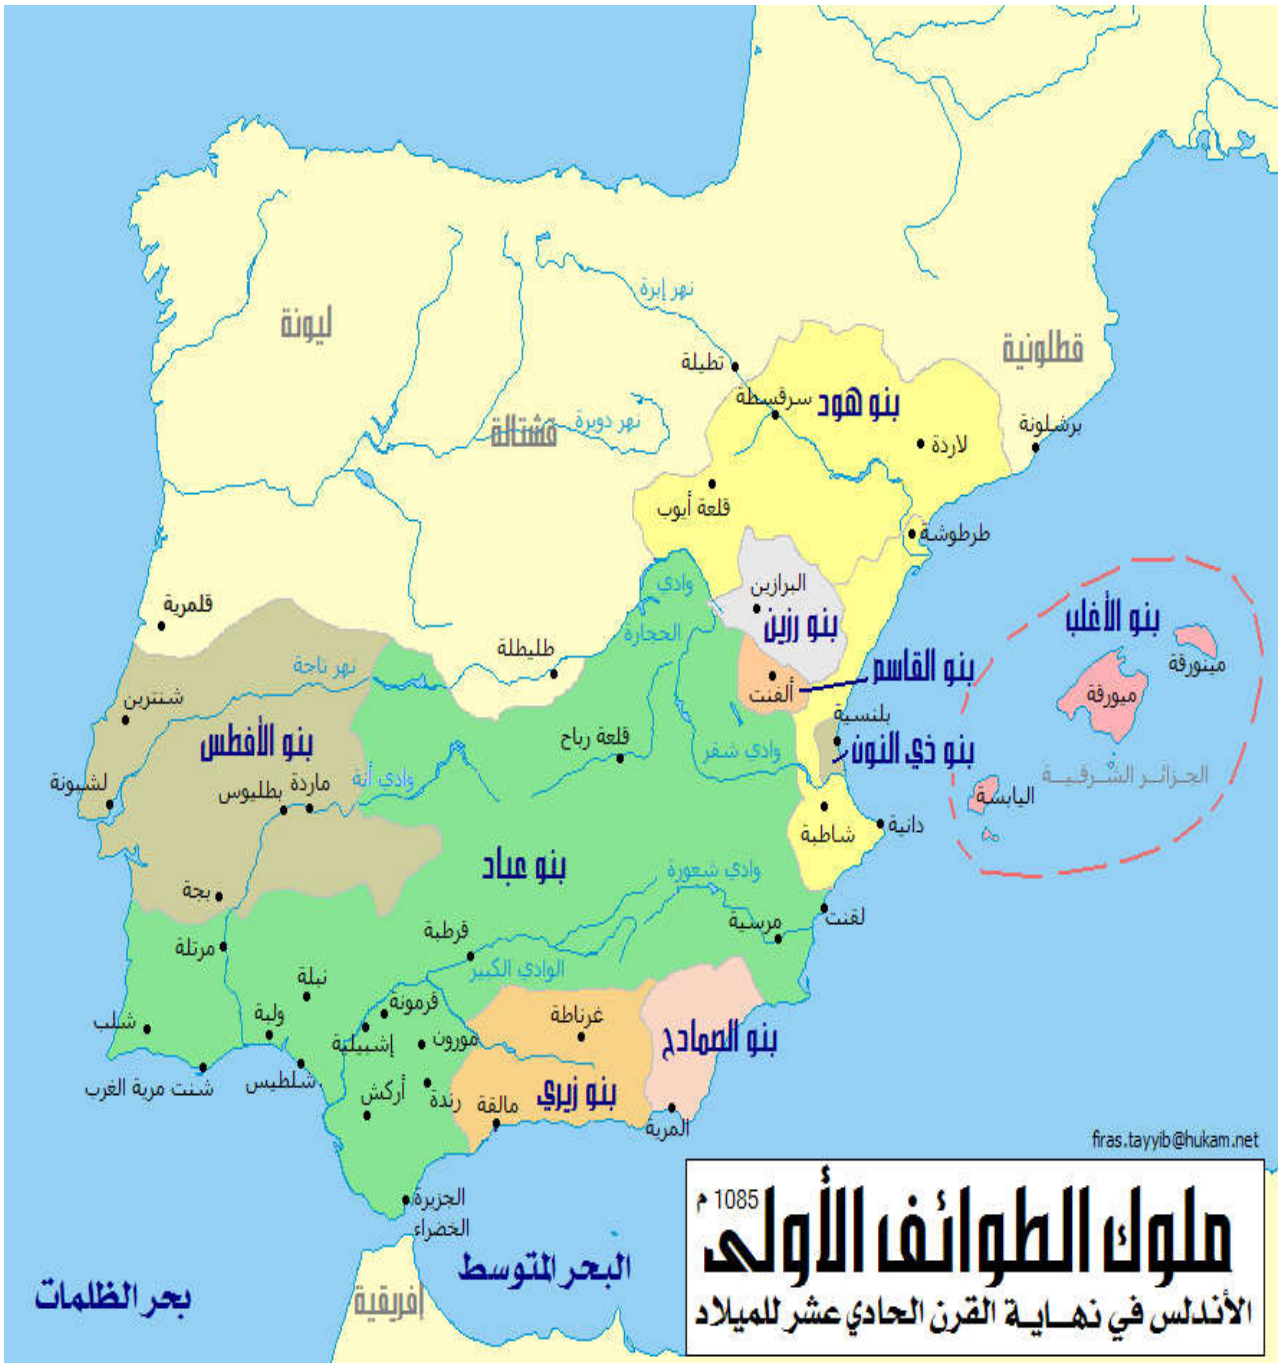 نهر إبرة
ليونة
قطلونية
تطيلة
سرقسطة
بنو هود
قشتالة
نهر دويرة
برشلونة
لاردة
قلعة أيوب
طرطوشة
وادي
الحجارة
البرازين
بنو رزين
بنو الأغلب
مينورقة
ميورقة
قلمرية
طليطلة
نهر تاجة
بنو القاسم
ألفنت
شنترين
بلنسية
بنو الأفطس
قلعة رباح
وادي شقر
بنو ذي النون
الجزائر الشرقية
لشبونة
بطليوس
ماردة
وادي أنة
اليابسة
شاطبة
دانية
بنو عباد
وادي شعورة
بجة
لقنت
مرسية
مرتلة
قرطبة
الوادي الكبير
نبلة
ولبة
قرمونة
غرناطة
شلب
إشبيلية
مورون
بنو الصمادح
شنت مرية الغرب
شلطيس
أركش
رندة
مالقة
بنو زيري
المرية
firas.tayyib@hukam.net
الجزيرة
الخضراء
ملوك الطوائف الأولى
1085 م
الأندلس في نهاية القرن الحادي عشر للميلاد
البحر المتوسط
إفريقية
بحر الظلمات